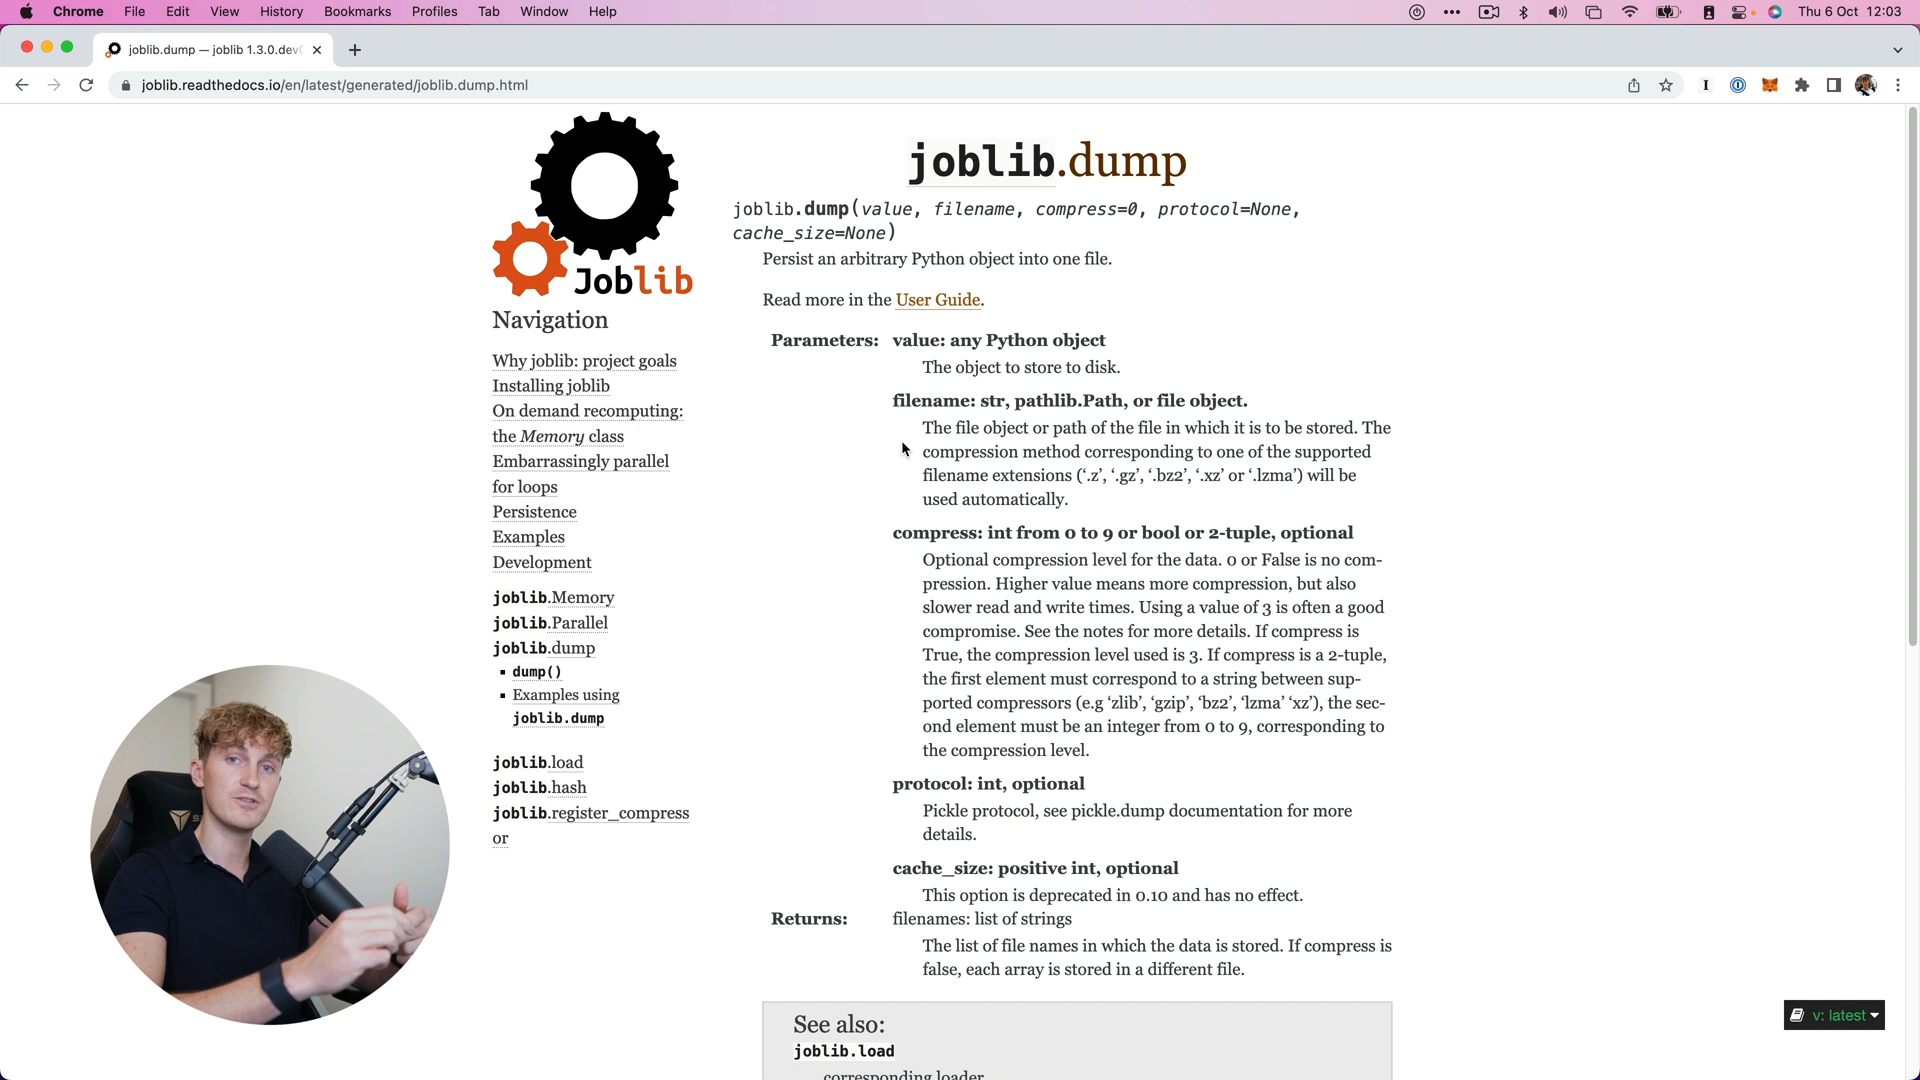 Chrome File Edit View History Bookmarks Profiles Tab Window Help
Thu 6 Oct 12:03
joblib.dump — joblib 1.3.0.dev
joblib.readthedocs.io/en/latest/generated/joblib.dump.html
Joblib
Navigation
Why joblib: project goals
Installing joblib
On demand recomputing:
the Memory class
Embarrassingly parallel
for loops
Persistence
Examples
Development
joblib.Memory
joblib.Parallel
joblib.dump
dump()
Examples using
joblib.dump
joblib.load
joblib.hash
joblib.register_compress
or
joblib.dump
joblib.dump(value, filename, compress=0, protocol=None,
cache_size=None)
Persist an arbitrary Python object into one file.
Read more in the User Guide.
Parameters: value: any Python object
The object to store to disk.
filename: str, pathlib.Path, or file object.
The file object or path of the file in which it is to be stored. The
compression method corresponding to one of the supported
filename extensions (‘.z’, ‘.gz’, ‘.bz2’, ‘.xz’ or ‘.lzma’) will be
used automatically.
compress: int from 0 to 9 or bool or 2-tuple, optional
Optional compression level for the data. 0 or False is no com-
pression. Higher value means more compression, but also
slower read and write times. Using a value of 3 is often a good
compromise. See the notes for more details. If compress is
True, the compression level used is 3. If compress is a 2-tuple,
the first element must correspond to a string between sup-
ported compressors (e.g ‘zlib’, ‘gzip’, ‘bz2’, ‘lzma’ ‘xz’), the sec-
ond element must be an integer from 0 to 9, corresponding to
the compression level.
protocol: int, optional
Pickle protocol, see pickle.dump documentation for more
details.
cache_size: positive int, optional
This option is deprecated in 0.10 and has no effect.
Returns: filenames: list of strings
The list of file names in which the data is stored. If compress is
false, each array is stored in a different file.
See also:
joblib.load
corresponding loader
v: latest